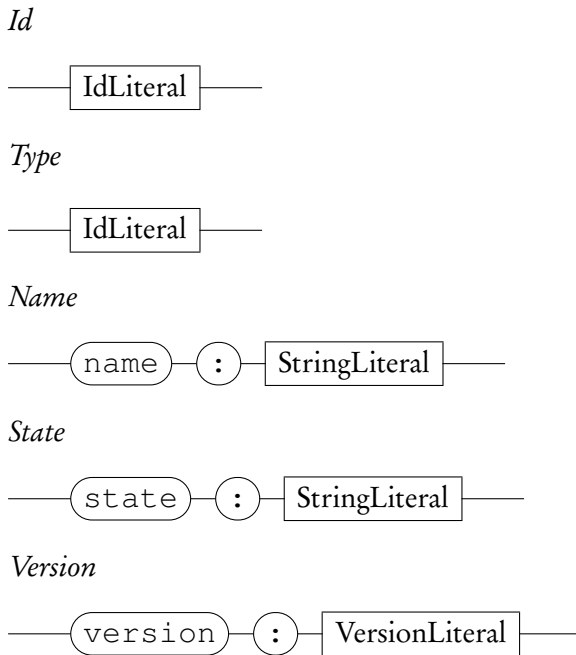 Id
IdLiteral
Type
IdLiteral
Name
name : StringLiteral
State
state : StringLiteral
Version
version : VersionLiteral